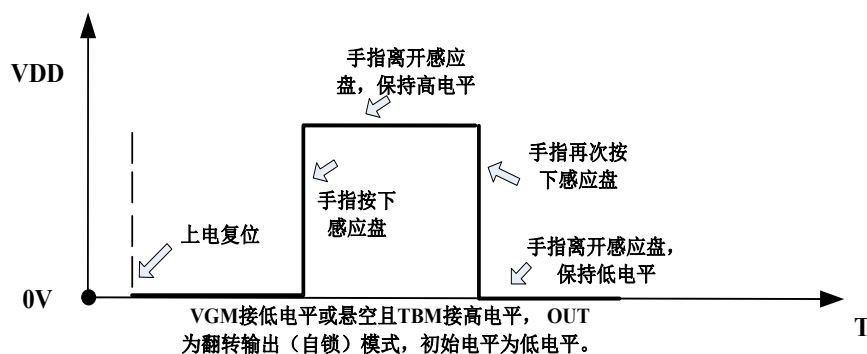 手指离开感应
盘，保持高电平
VDD
手指再次按
下感应盘
手指按下
感应盘
上电复位
手指离开感应盘，
保持低电平
0V
VGM接低电平或悬空且TBM接高电平， OUT
为翻转输出（自锁）模式，初始电平为低电平。
T